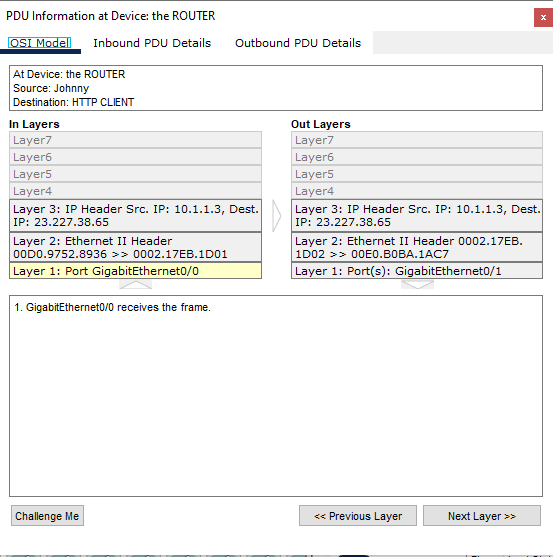 PDU Information at Device: the ROUTER
x
OSI Model Inbound PDU Details Outbound PDU Details
At Device: the ROUTER
Source: Johnny
Destination: HTTP CLIENT
In Layers
Layer7
Layer6
Layer5
Layer4
Layer 3: IP Header Src. IP: 10.1.1.3, Dest.
IP: 23.227.38.65
Layer 2: Ethernet II Header
00D0.9752.8936 >> 0002.17EB.1D01
Layer 1: Port GigabitEthernet0/0
Out Layers
Layer7
Layer6
Layer5
Layer4
Layer 3: IP Header Src. IP: 10.1.1.3, Dest.
IP: 23.227.38.65
Layer 2: Ethernet II Header 0002.17EB.
1D02 >> 00E0.B0BA.1AC7
Layer 1: Port(s): GigabitEthernet0/1
1. GigabitEthernet0/0 receives the frame.
Challenge Me
<< Previous Layer
Next Layer >>